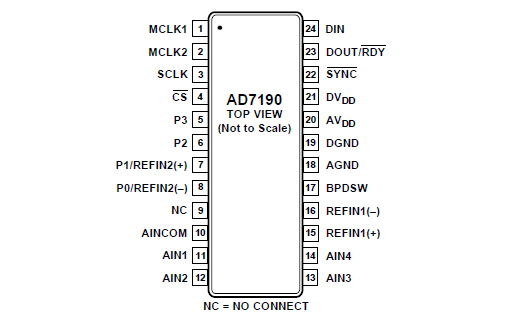 MCLK1 1 24 DIN
MCLK2 2 23 DOUT/R̅D̅Y̅
SCLK 3 22 S̅Y̅N̅C̅
C̅S̅ 4 21 DVDD
P3 5 20 AVDD
P2 6 19 DGND
P1/REFIN2(+) 7 18 AGND
P0/REFIN2(–) 8 17 BPDSW
NC 9 16 REFIN1(–)
AINCOM 10 15 REFIN1(+)
AIN1 11 14 AIN4
AIN2 12 13 AIN3
AD7190
TOP VIEW
(Not to Scale)
NC = NO CONNECT